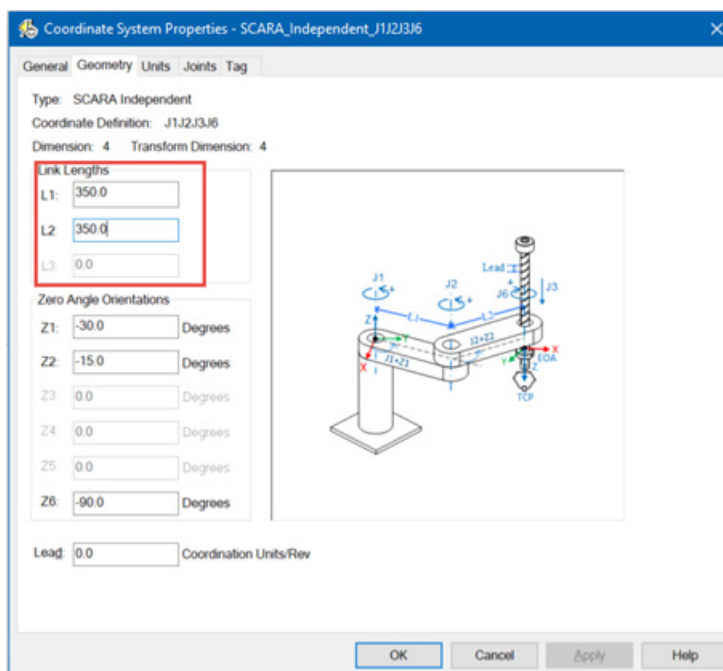 Coordinate System Properties - SCARA_Independent_J1J2J3J6
General Geometry Units Joints Tag
Type: SCARA Independent
Coordinate Definition: J1J2J3J6
Dimension: 4 Transform Dimension: 4
Link Lengths
L1: 350.0
L2: 350.0
L3: 0.0
Zero Angle Orientations
Z1: -30.0 Degrees
Z2: -15.0 Degrees
Z3: 0.0 Degrees
Z4: 0.0 Degrees
Z5: 0.0 Degrees
Z6: -90.0 Degrees
Lead: 0.0 Coordination Units/Rev
Lead
J1 J2 J6 J3
+ + + 
L1 L2
Z Y X
J1+Z1 J2+Z2
X Y Z
EOA
TCP
OK Cancel Apply Help